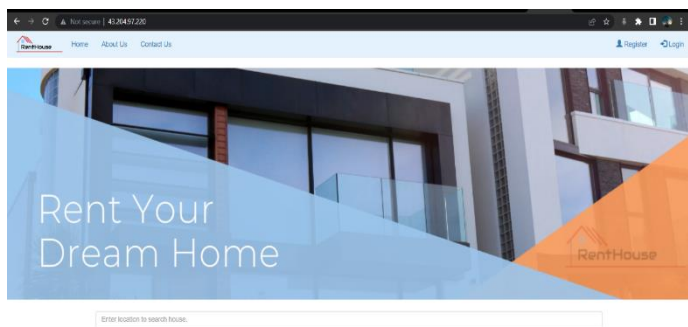 Not secure | 43.204.97.220
RentHouse
Home About Us Contact Us
Register Login
Rent Your
Dream Home
RentHouse
Enter location to search house.